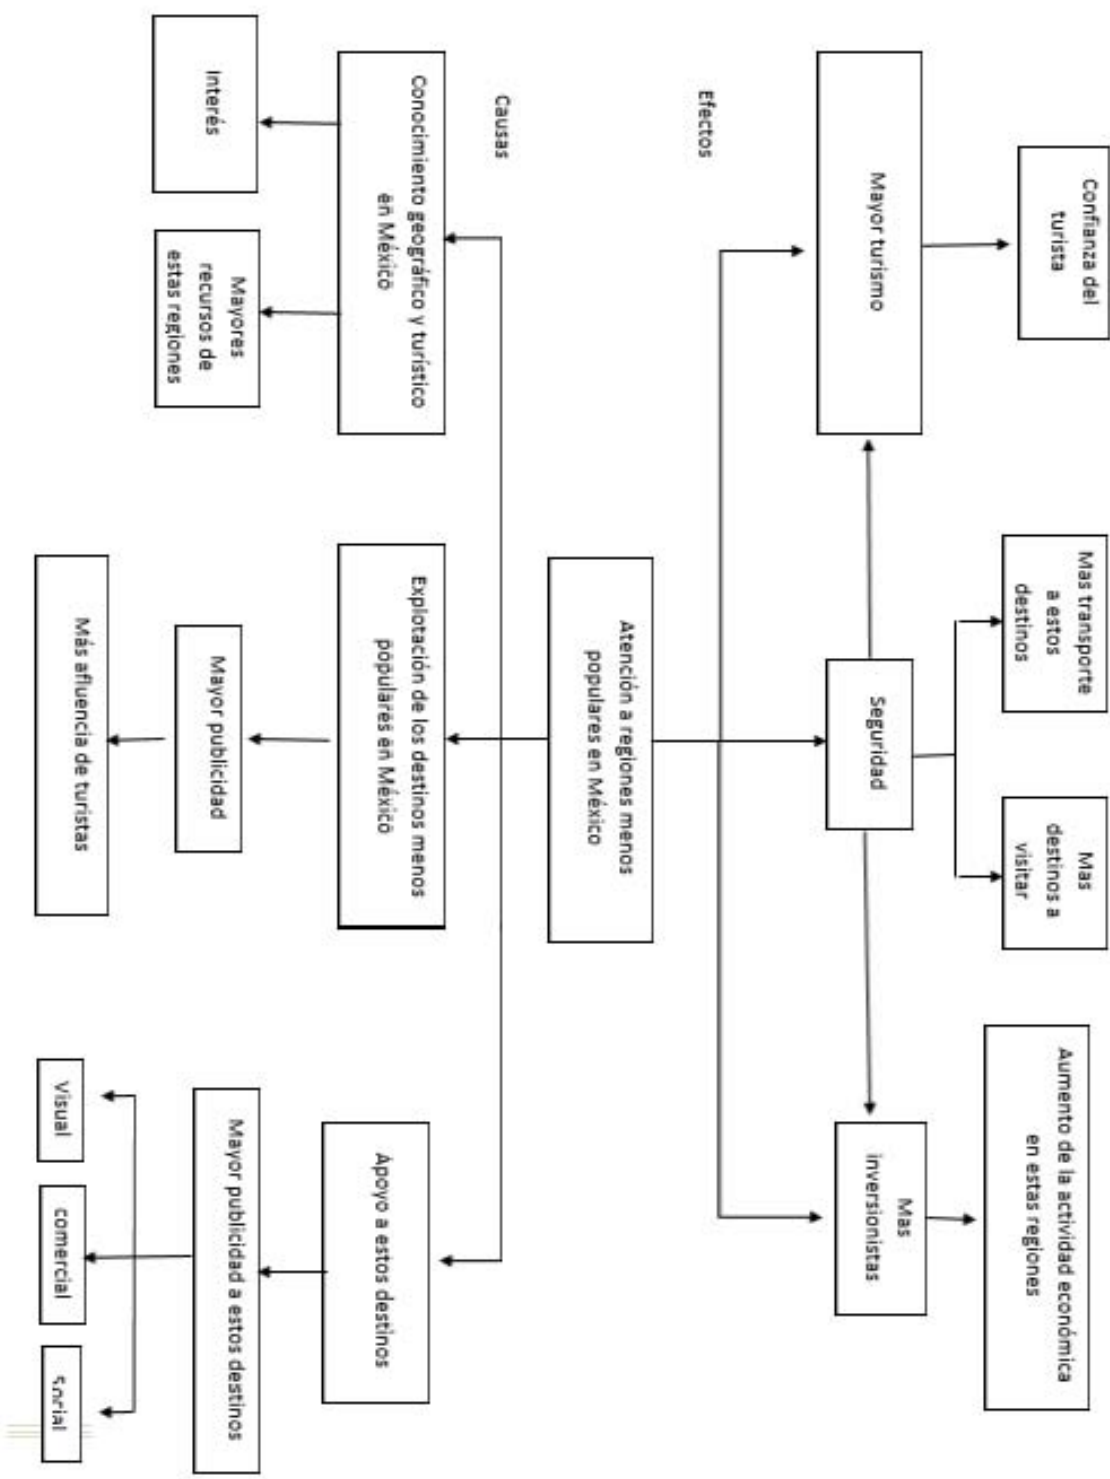 Confianza del
turista
Mas transporte
a estos
destinos
Mas
destinos a
visitar
Aumento de la actividad económica
en estas regiones
Mayor turismo
Seguridad
Mas
inversionistas
Efectos
Atención a regiones menos
populares en México
Causas
Conocimiento geográfico y turístico
en México
Explotación de los destinos menos
populares en México
Apoyo a estos destinos
Interés
Mayores
recursos de
estas regiones
Mayor publicidad
Mayor publicidad a estos destinos
Más afluencia de turistas
Visual
comercial
Social